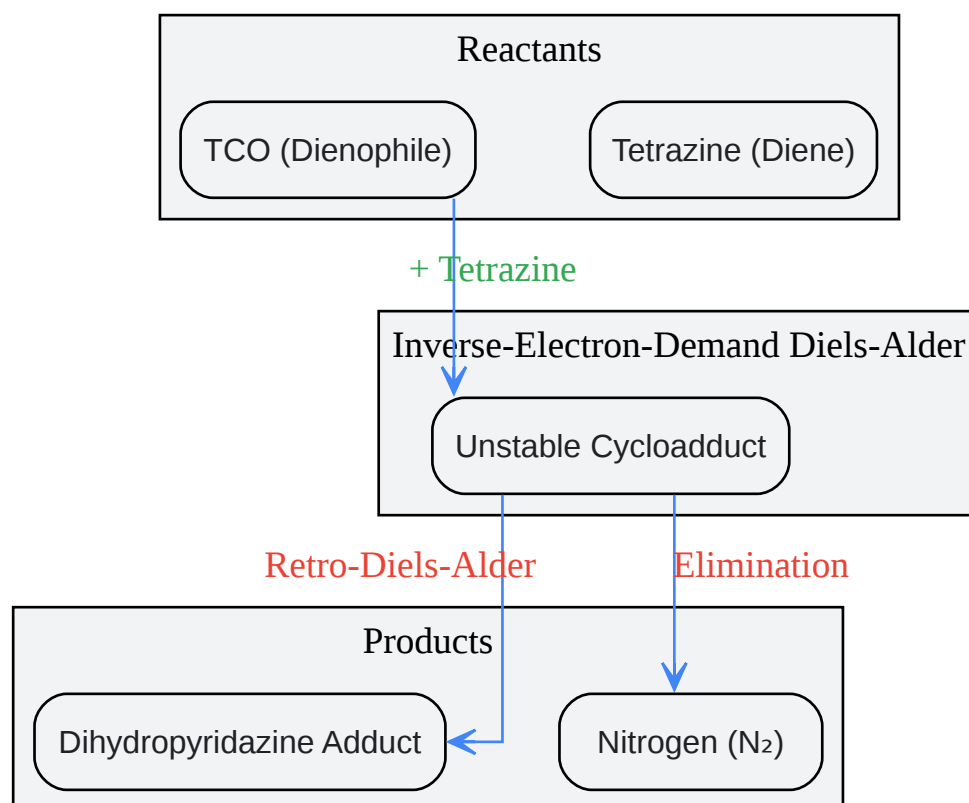 Reactants
TCO (Dienophile)
Tetrazine (Diene)
+ Tetrazine
Inverse-Electron-Demand Diels-Alder
Unstable Cycloadduct
Retro-Diels-Alder
Elimination
Products
Dihydropyridazine Adduct
Nitrogen (N₂)